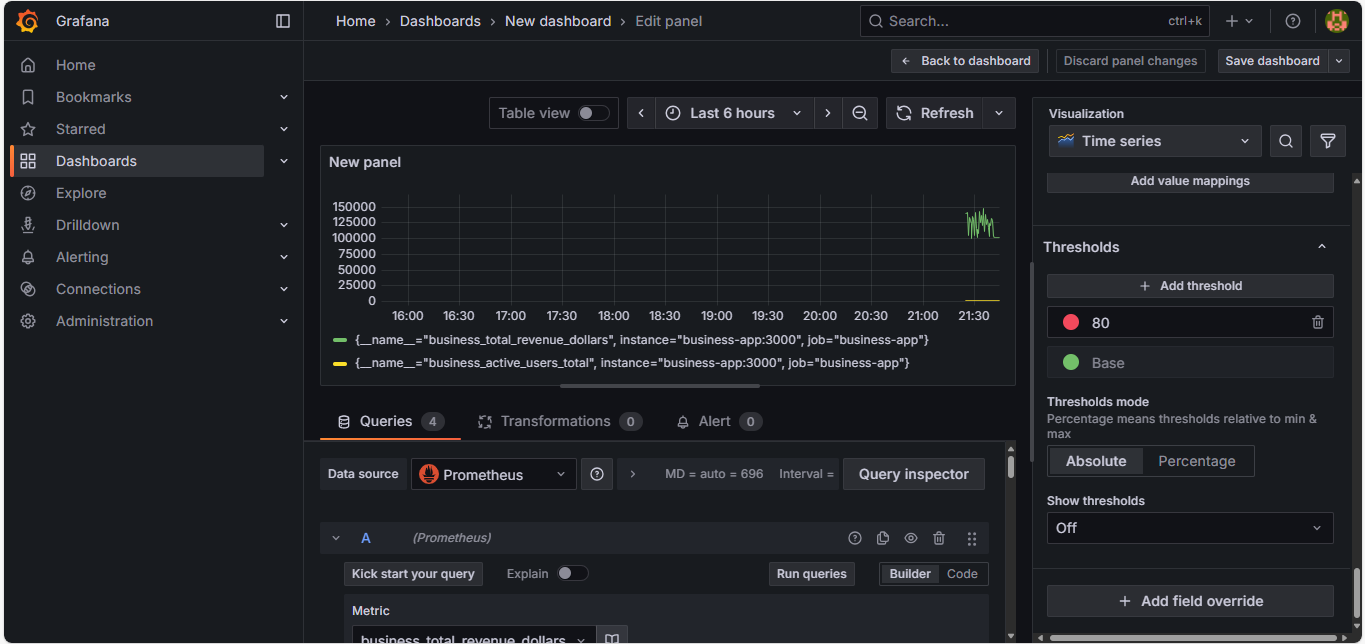 Grafana
Home › Dashboards › New dashboard › Edit panel
Search...
ctrl+k
Back to dashboard
Discard panel changes
Save dashboard
Home
Bookmarks
Starred
Dashboards
Explore
Drilldown
Alerting
Connections
Administration
Table view
Last 6 hours
Refresh
New panel
150000
125000
100000
75000
50000
25000
0
16:00 16:30 17:00 17:30 18:00 18:30 19:00 19:30 20:00 20:30 21:00 21:30
{__name__="business_total_revenue_dollars", instance="business-app:3000", job="business-app"}
{__name__="business_active_users_total", instance="business-app:3000", job="business-app"}
Queries 4
Transformations 0
Alert 0
Data source
Prometheus
MD = auto = 696 Interval =
Query inspector
A (Prometheus)
Kick start your query
Explain
Run queries
Builder Code
Metric
business_total_revenue_dollars
Visualization
Time series
Add value mappings
Thresholds
+ Add threshold
80
Base
Thresholds mode
Percentage means thresholds relative to min &
max
Absolute Percentage
Show thresholds
Off
+ Add field override